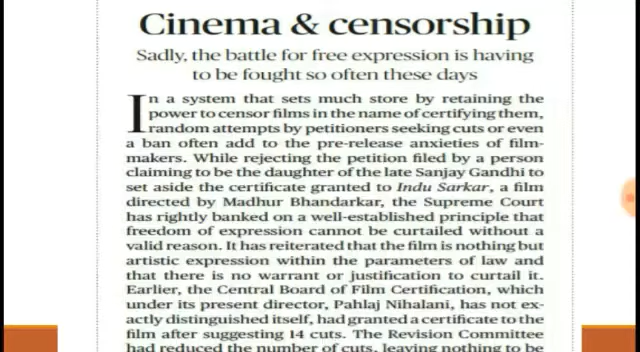 Cinema & censorship
Sadly, the battle for free expression is having
to be fought so often these days
In a system that sets much store by retaining the
power to censor films in the name of certifying them,
random attempts by petitioners seeking cuts or even
a ban often add to the pre-release anxieties of film-
makers. While rejecting the petition filed by a person
claiming to be the daughter of the late Sanjay Gandhi to
set aside the certificate granted to Indu Sarkar, a film
directed by Madhur Bhandarkar, the Supreme Court
has rightly banked on a well-established principle that
freedom of expression cannot be curtailed without a
valid reason. It has reiterated that the film is nothing but
artistic expression within the parameters of law and
that there is no warrant or justification to curtail it.
Earlier, the Central Board of Film Certification, which
under its present director, Pahlaj Nihalani, has not ex-
actly distinguished itself, had granted a certificate to the
film after suggesting 14 cuts. The Revision Committee
had reduced the number of cuts, leaving nothing to be